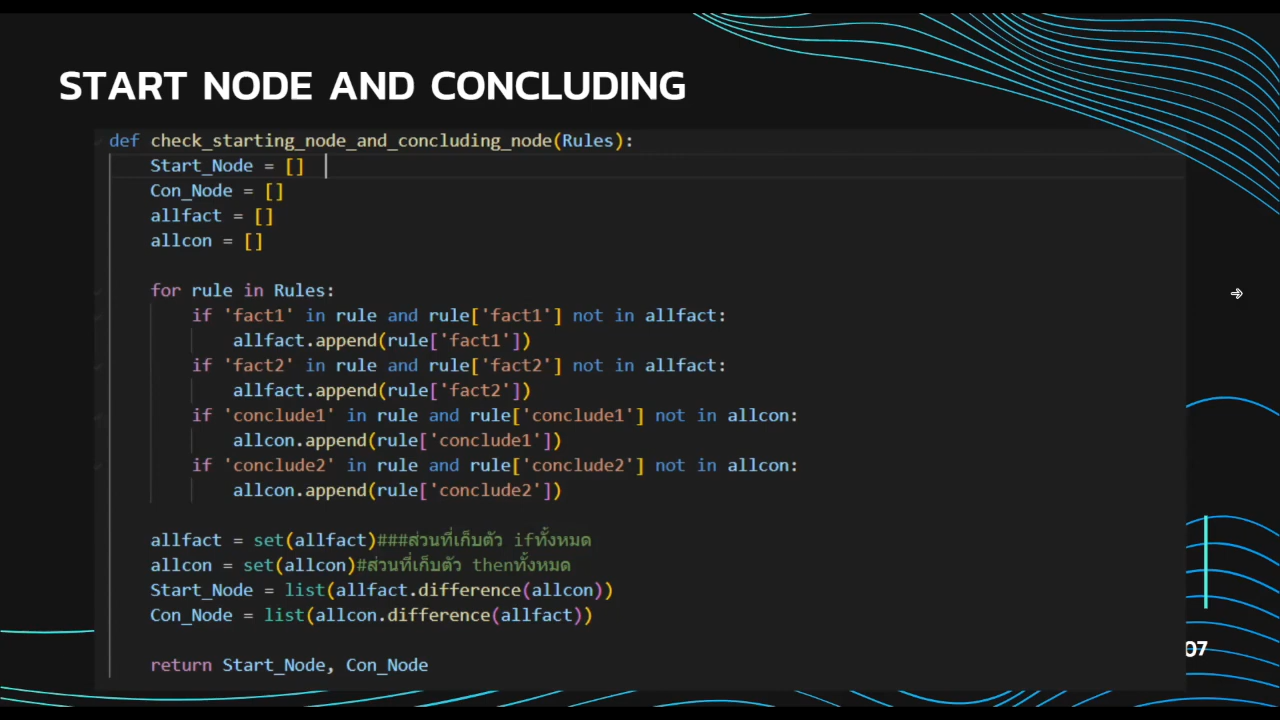 START NODE AND CONCLUDING
def check_starting_node_and_concluding_node(Rules):
    Start_Node = []
    Con_Node = []
    allfact = []
    allcon = []
    for rule in Rules:
        if 'fact1' in rule and rule['fact1'] not in allfact:
            allfact.append(rule['fact1'])
        if 'fact2' in rule and rule['fact2'] not in allfact:
            allfact.append(rule['fact2'])
        if 'conclude1' in rule and rule['conclude1'] not in allcon:
            allcon.append(rule['conclude1'])
        if 'conclude2' in rule and rule['conclude2'] not in allcon:
            allcon.append(rule['conclude2'])
    allfact = set(allfact)###ส่วนที่เก็บตัว ifทั้งหมด
    allcon = set(allcon)#ส่วนที่เก็บตัว thenทั้งหมด
    Start_Node = list(allfact.difference(allcon))
    Con_Node = list(allcon.difference(allfact))
    return Start_Node, Con_Node
07